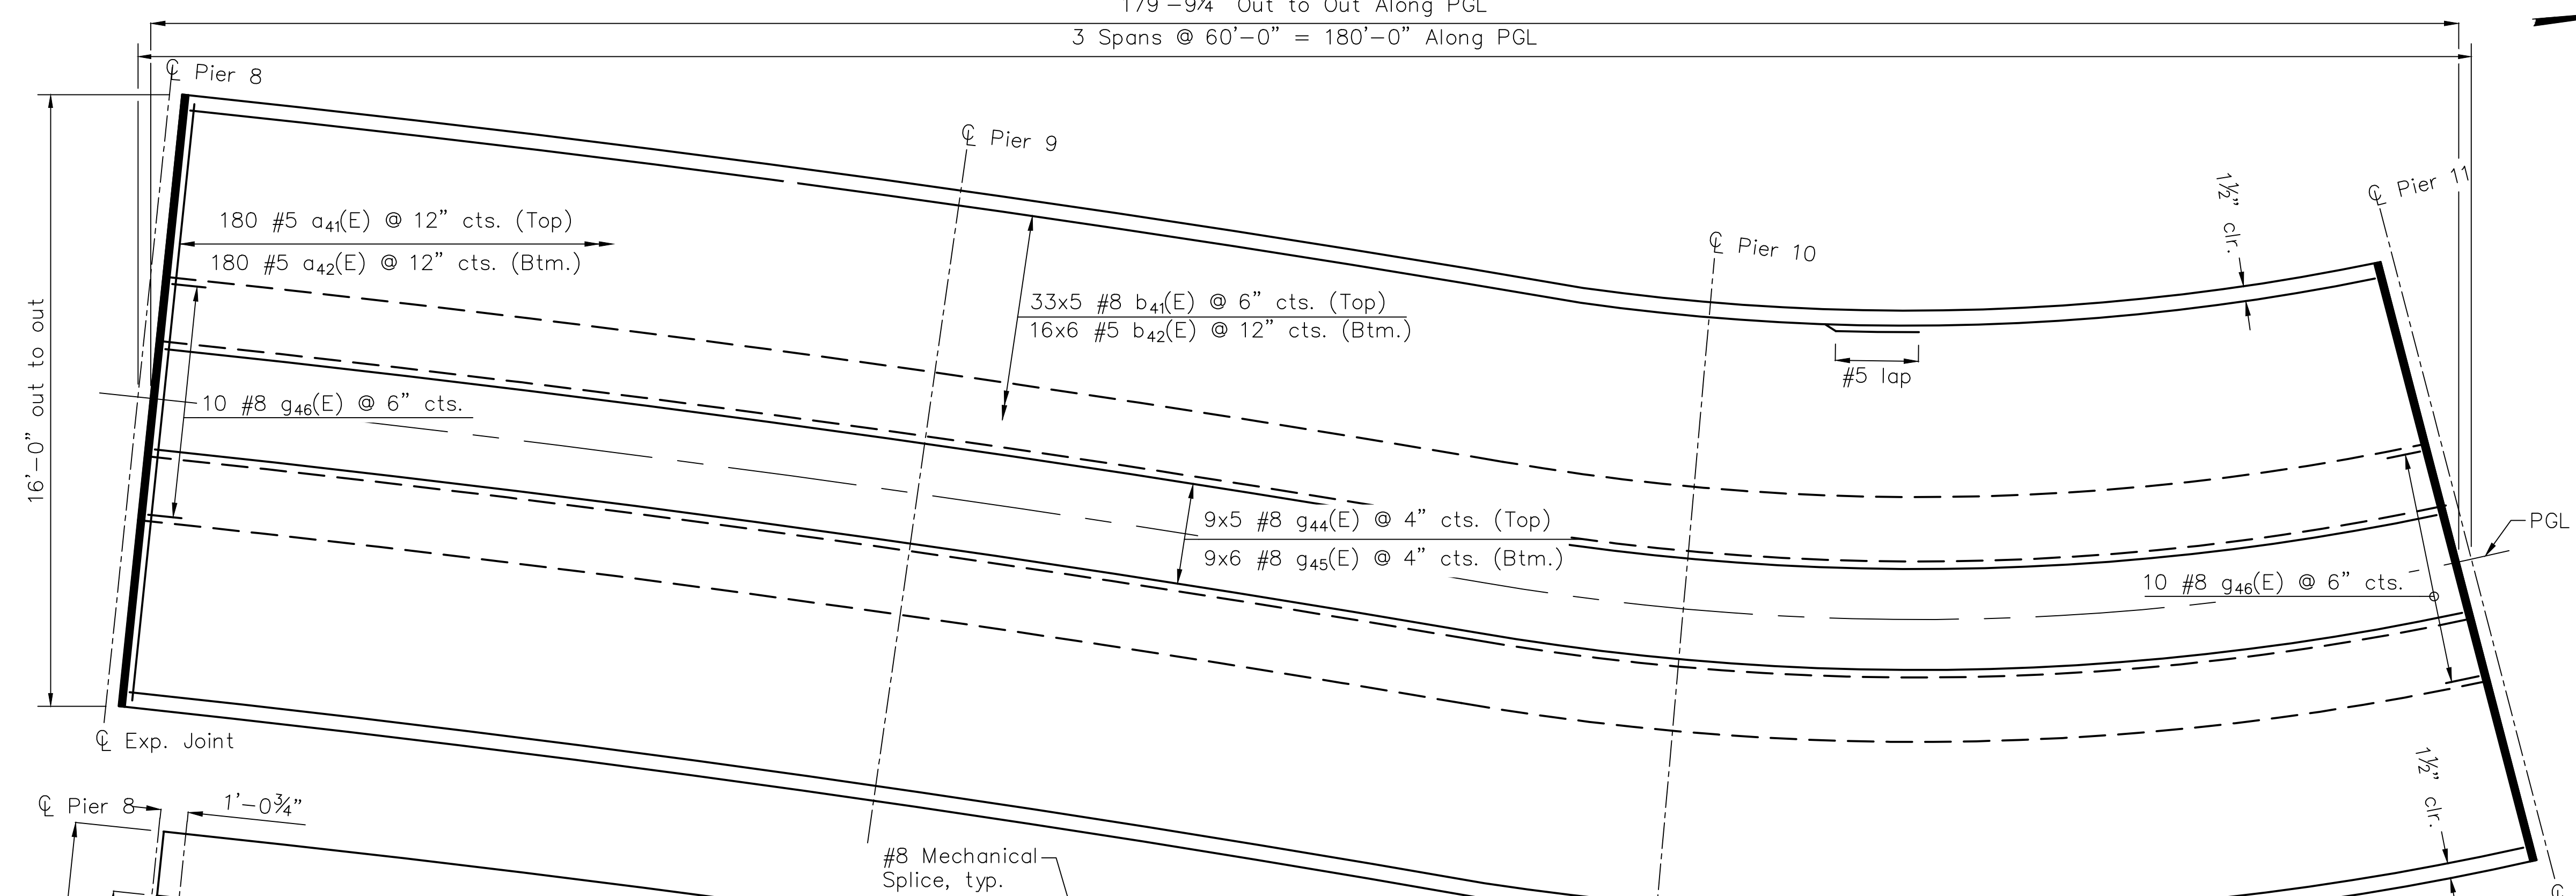 179'-9¼" Out to Out Along PGL
3 Spans @ 60'-0" = 180'-0" Along PGL
℄ Pier 8
℄ Pier 9
℄ Pier 10
℄ Pier 11
1½" clr.
180 #5 a41(E) @ 12" cts. (Top)
180 #5 a42(E) @ 12" cts. (Btm.)
16'-0" out to out
33x5 #8 b41(E) @ 6" cts. (Top)
16x6 #5 b42(E) @ 12" cts. (Btm.)
#5 lap
10 #8 g46(E) @ 6" cts.
9x5 #8 g44(E) @ 4" cts. (Top)
9x6 #8 g45(E) @ 4" cts. (Btm.)
PGL
10 #8 g46(E) @ 6" cts.
℄ Exp. Joint
1½" clr.
℄ Pier 8
1'-0¾"
#8 Mechanical
Splice, typ.
℄